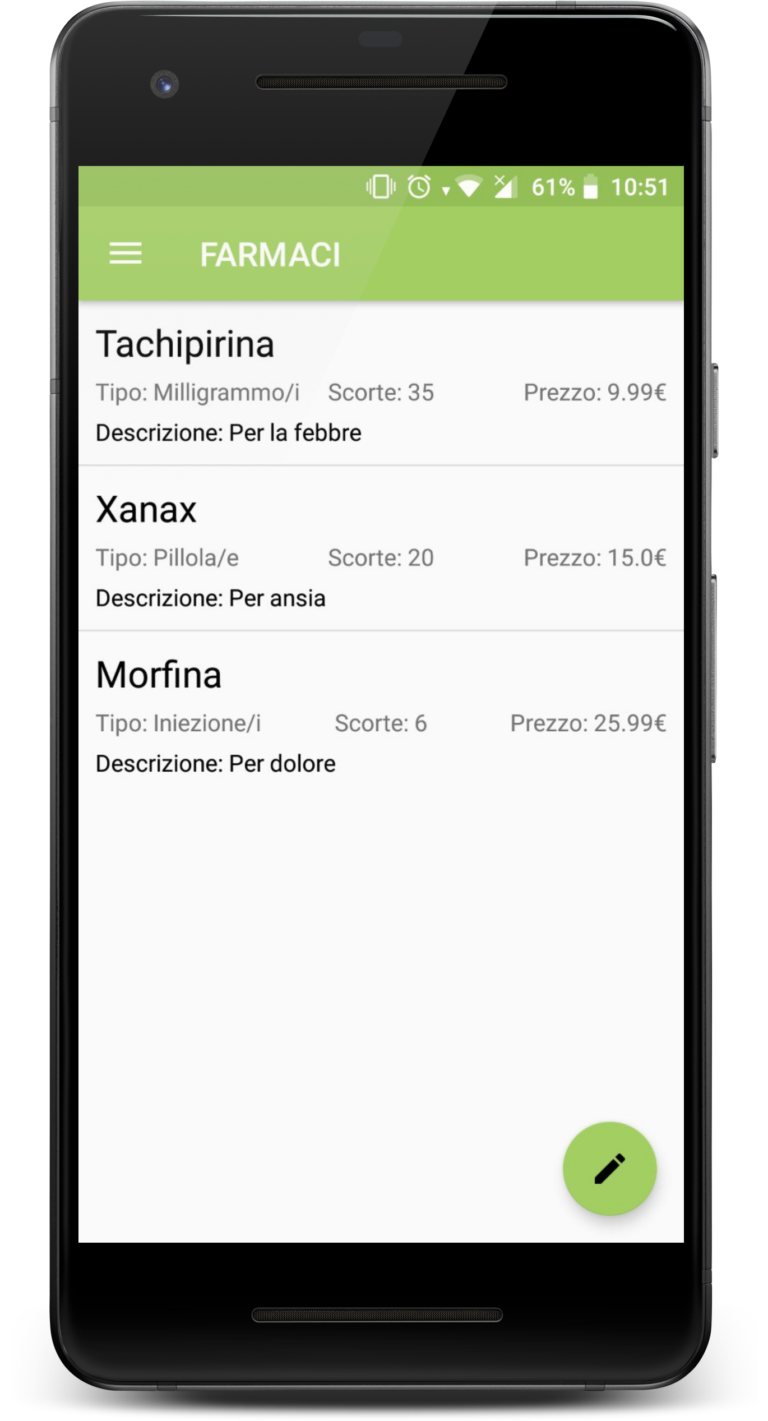 61% 10:51
FARMACI
Tachipirina
Tipo: Milligrammo/i Scorte: 35 Prezzo: 9.99€
Descrizione: Per la febbre
Xanax
Tipo: Pillola/e Scorte: 20 Prezzo: 15.0€
Descrizione: Per ansia
Morfina
Tipo: Iniezione/i Scorte: 6 Prezzo: 25.99€
Descrizione: Per dolore